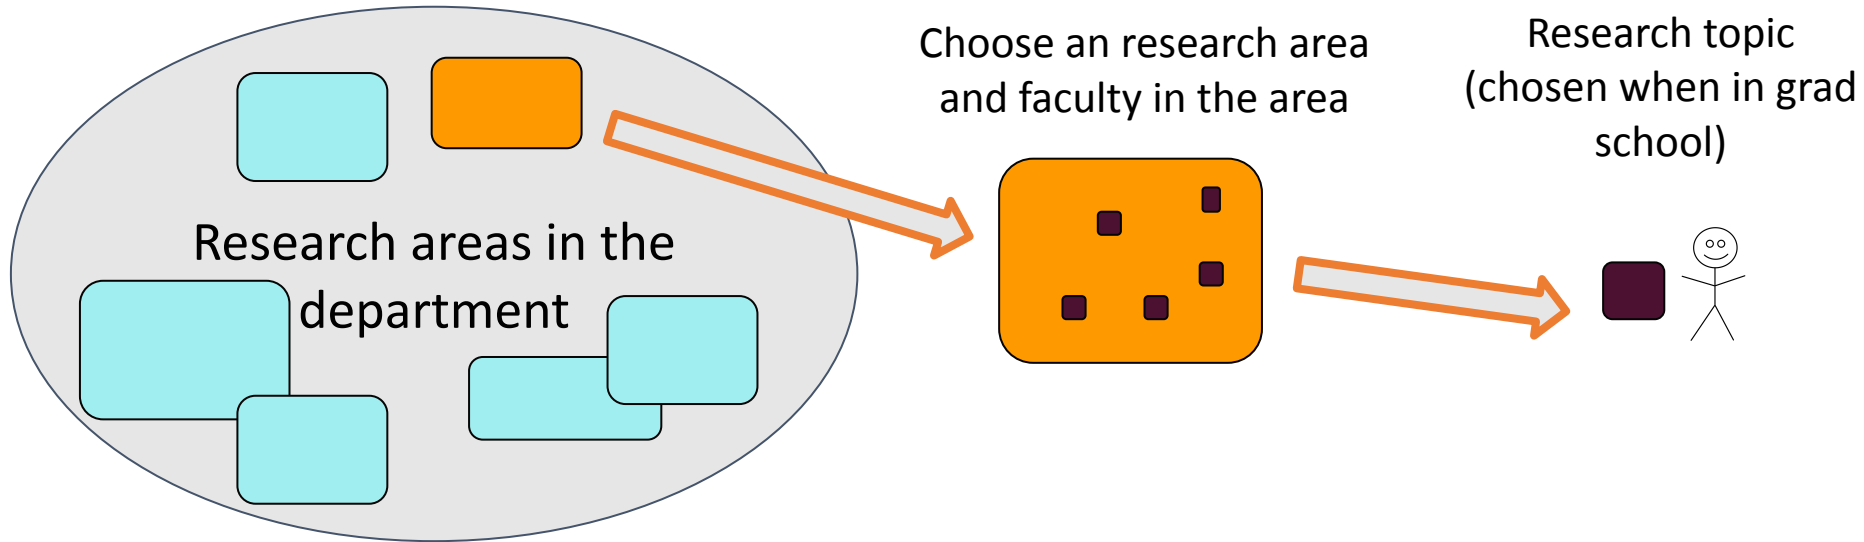 Research areas in the
department
Choose an research area
and faculty in the area
Research topic
(chosen when in grad
school)